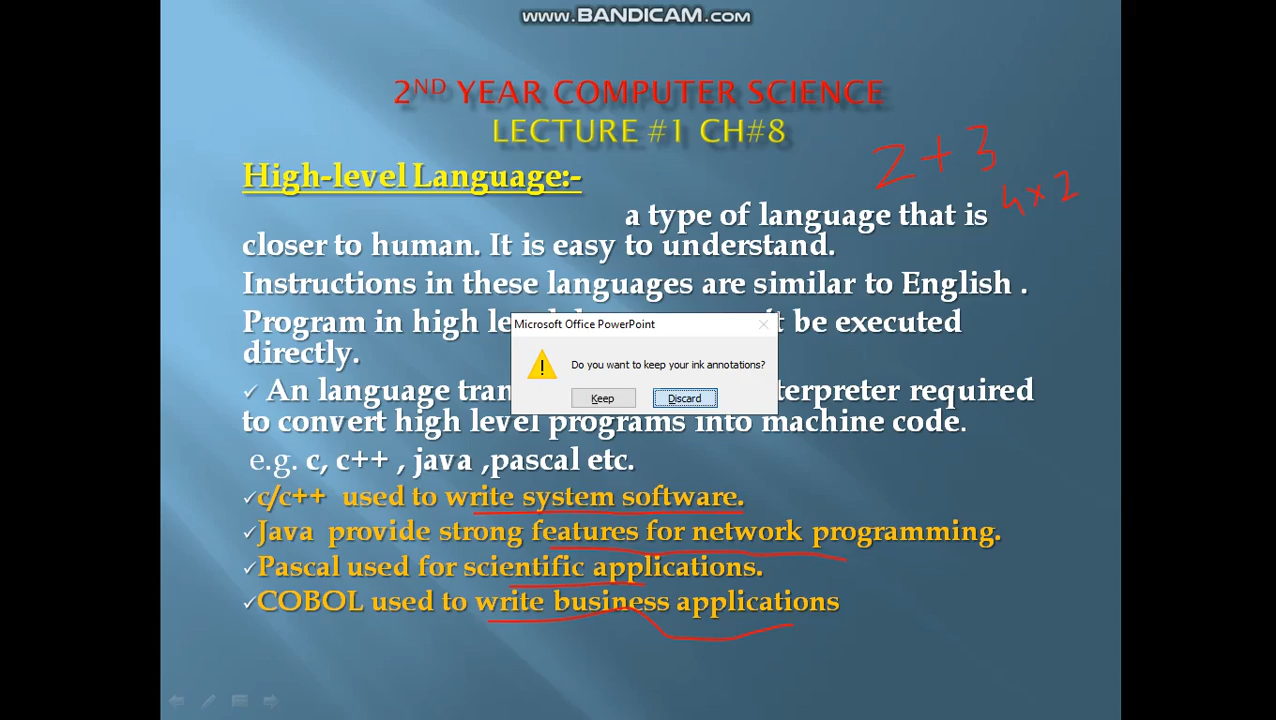 www.BANDICAM.com
2ND YEAR COMPUTER SCIENCE
LECTURE #1 CH#8
2+3
High-level Language:-
4×2
a type of language that is
closer to human. It is easy to understand.
Instructions in these languages are similar to English .
Program in high le 't be executed
directly.
Microsoft Office PowerPoint
Do you want to keep your ink annotations?
Keep Discard
✓ An language tran terpreter required
to convert high level programs into machine code.
e.g. c, c++ , java ,pascal etc.
✓c/c++ used to write system software.
✓Java provide strong features for network programming.
✓Pascal used for scientific applications.
✓COBOL used to write business applications